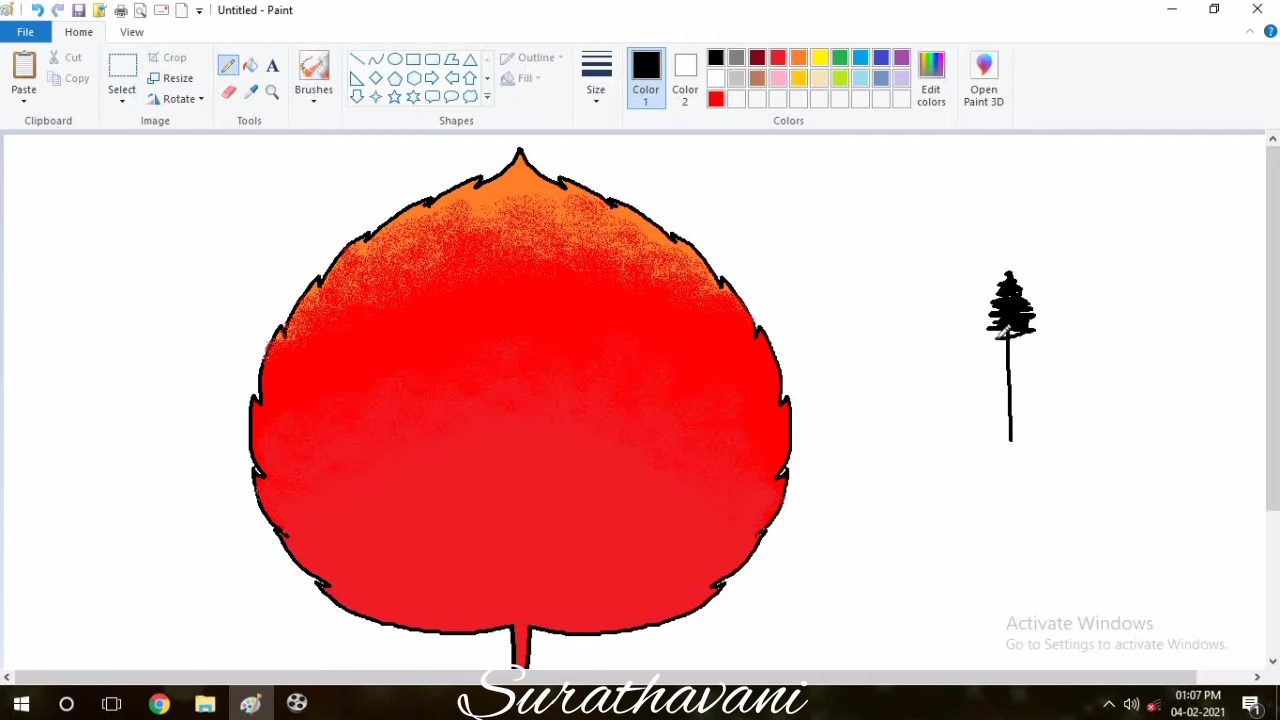 Untitled - Paint
File
Home
View
Paste
Cut
Copy
Clipboard
Select
Crop
Resize
Rotate
Image
A
Tools
Brushes
Outline
Fill
Shapes
Size
Color 1
Color 2
Colors
Edit colors
Open Paint 3D
Activate Windows
Go to Settings to activate Windows.
Surathavani
01:07 PM
04-02-2021
1